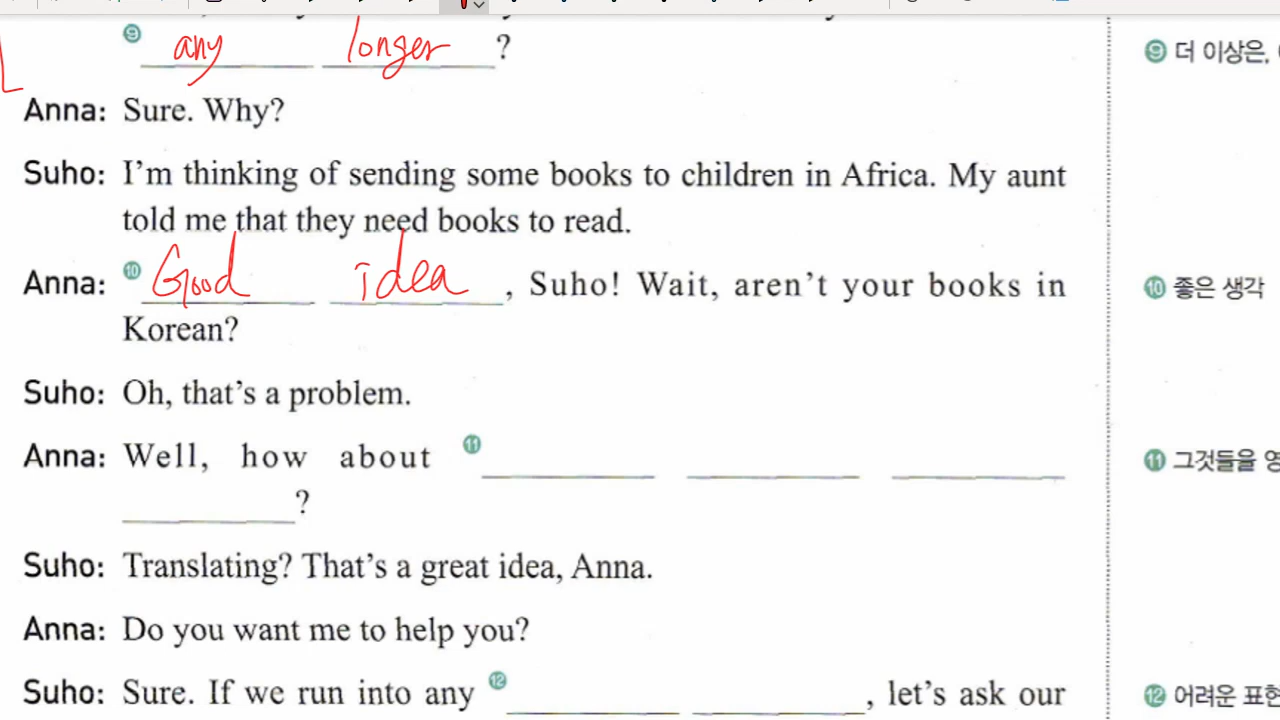 ⑨ any longer ? ⑨ 더 이상은,
Anna: Sure. Why?
Suho: I'm thinking of sending some books to children in Africa. My aunt
told me that they need books to read.
Anna: ⑩ Good idea , Suho! Wait, aren't your books in ⑩ 좋은 생각
Korean?
Suho: Oh, that's a problem.
Anna: Well, how about ⑪ ⑪ 그것들을
?
Suho: Translating? That's a great idea, Anna.
Anna: Do you want me to help you?
Suho: Sure. If we run into any ⑫ , let's ask our ⑫ 어려운